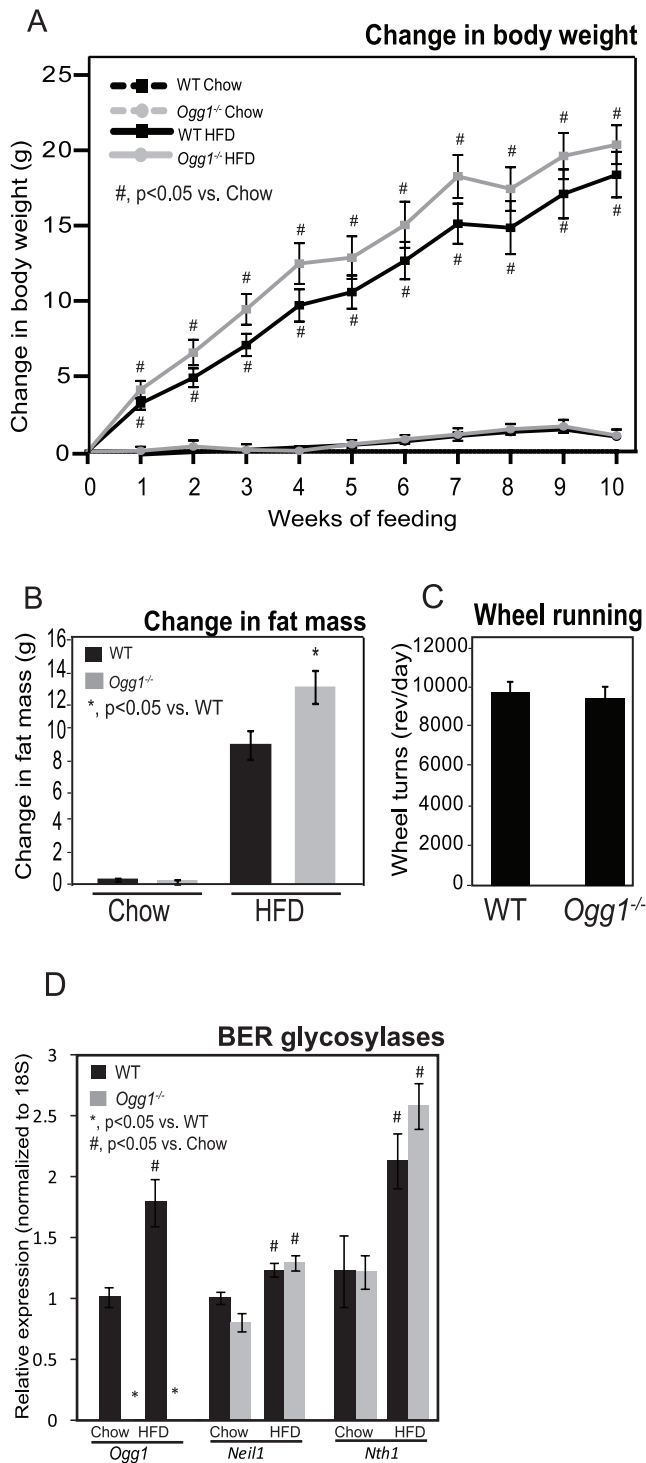 A
Change in body weight
25
20
15
10
5
0
Change in body weight (g)
WT Chow
Ogg1-/- Chow
WT HFD
Ogg1-/- HFD
#, p<0.05 vs. Chow
# # # # # # # # # #
# # # # # # # # # #
0 1 2 3 4 5 6 7 8 9 10
Weeks of feeding
B
Change in fat mass
16
14
12
10
8
6
4
2
0
Change in fat mass (g)
WT
Ogg1-/-
*, p<0.05 vs. WT
*
Chow HFD
C
Wheel running
12000
10000
8000
6000
4000
2000
0
Wheel turns (rev/day)
WT Ogg1-/-
D
BER glycosylases
3
2.5
2
1.5
1
0.5
0
Relative expression (normalized to 18S)
WT
Ogg1-/-
*, p<0.05 vs. WT
#, p<0.05 vs. Chow
# # # # #
* *
Chow HFD Chow HFD Chow HFD
Ogg1 Neil1 Nth1